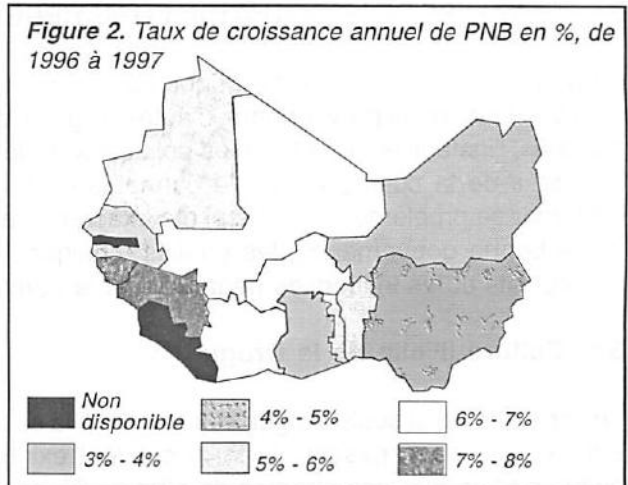 Figure 2. Taux de croissance annuel de PNB en %, de
1996 à 1997
Non
disponible
4% - 5%
6% - 7%
3% - 4%
5% - 6%
7% - 8%